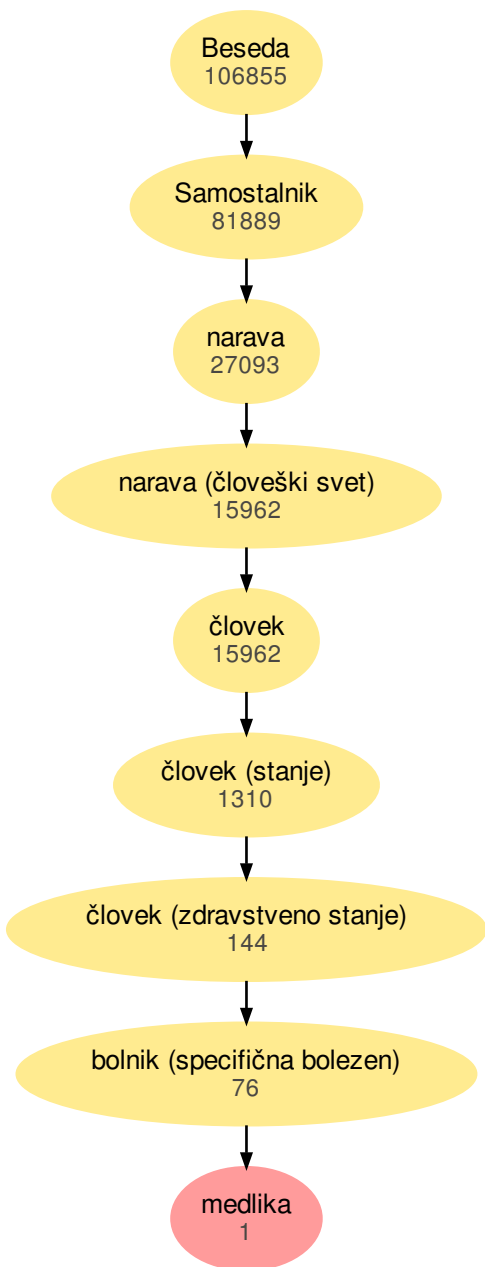 Beseda
106855
Samostalnik
81889
narava
27093
narava (človeški svet)
15962
človek
15962
človek (stanje)
1310
človek (zdravstveno stanje)
144
bolnik (specifična bolezen)
76
medlika
1